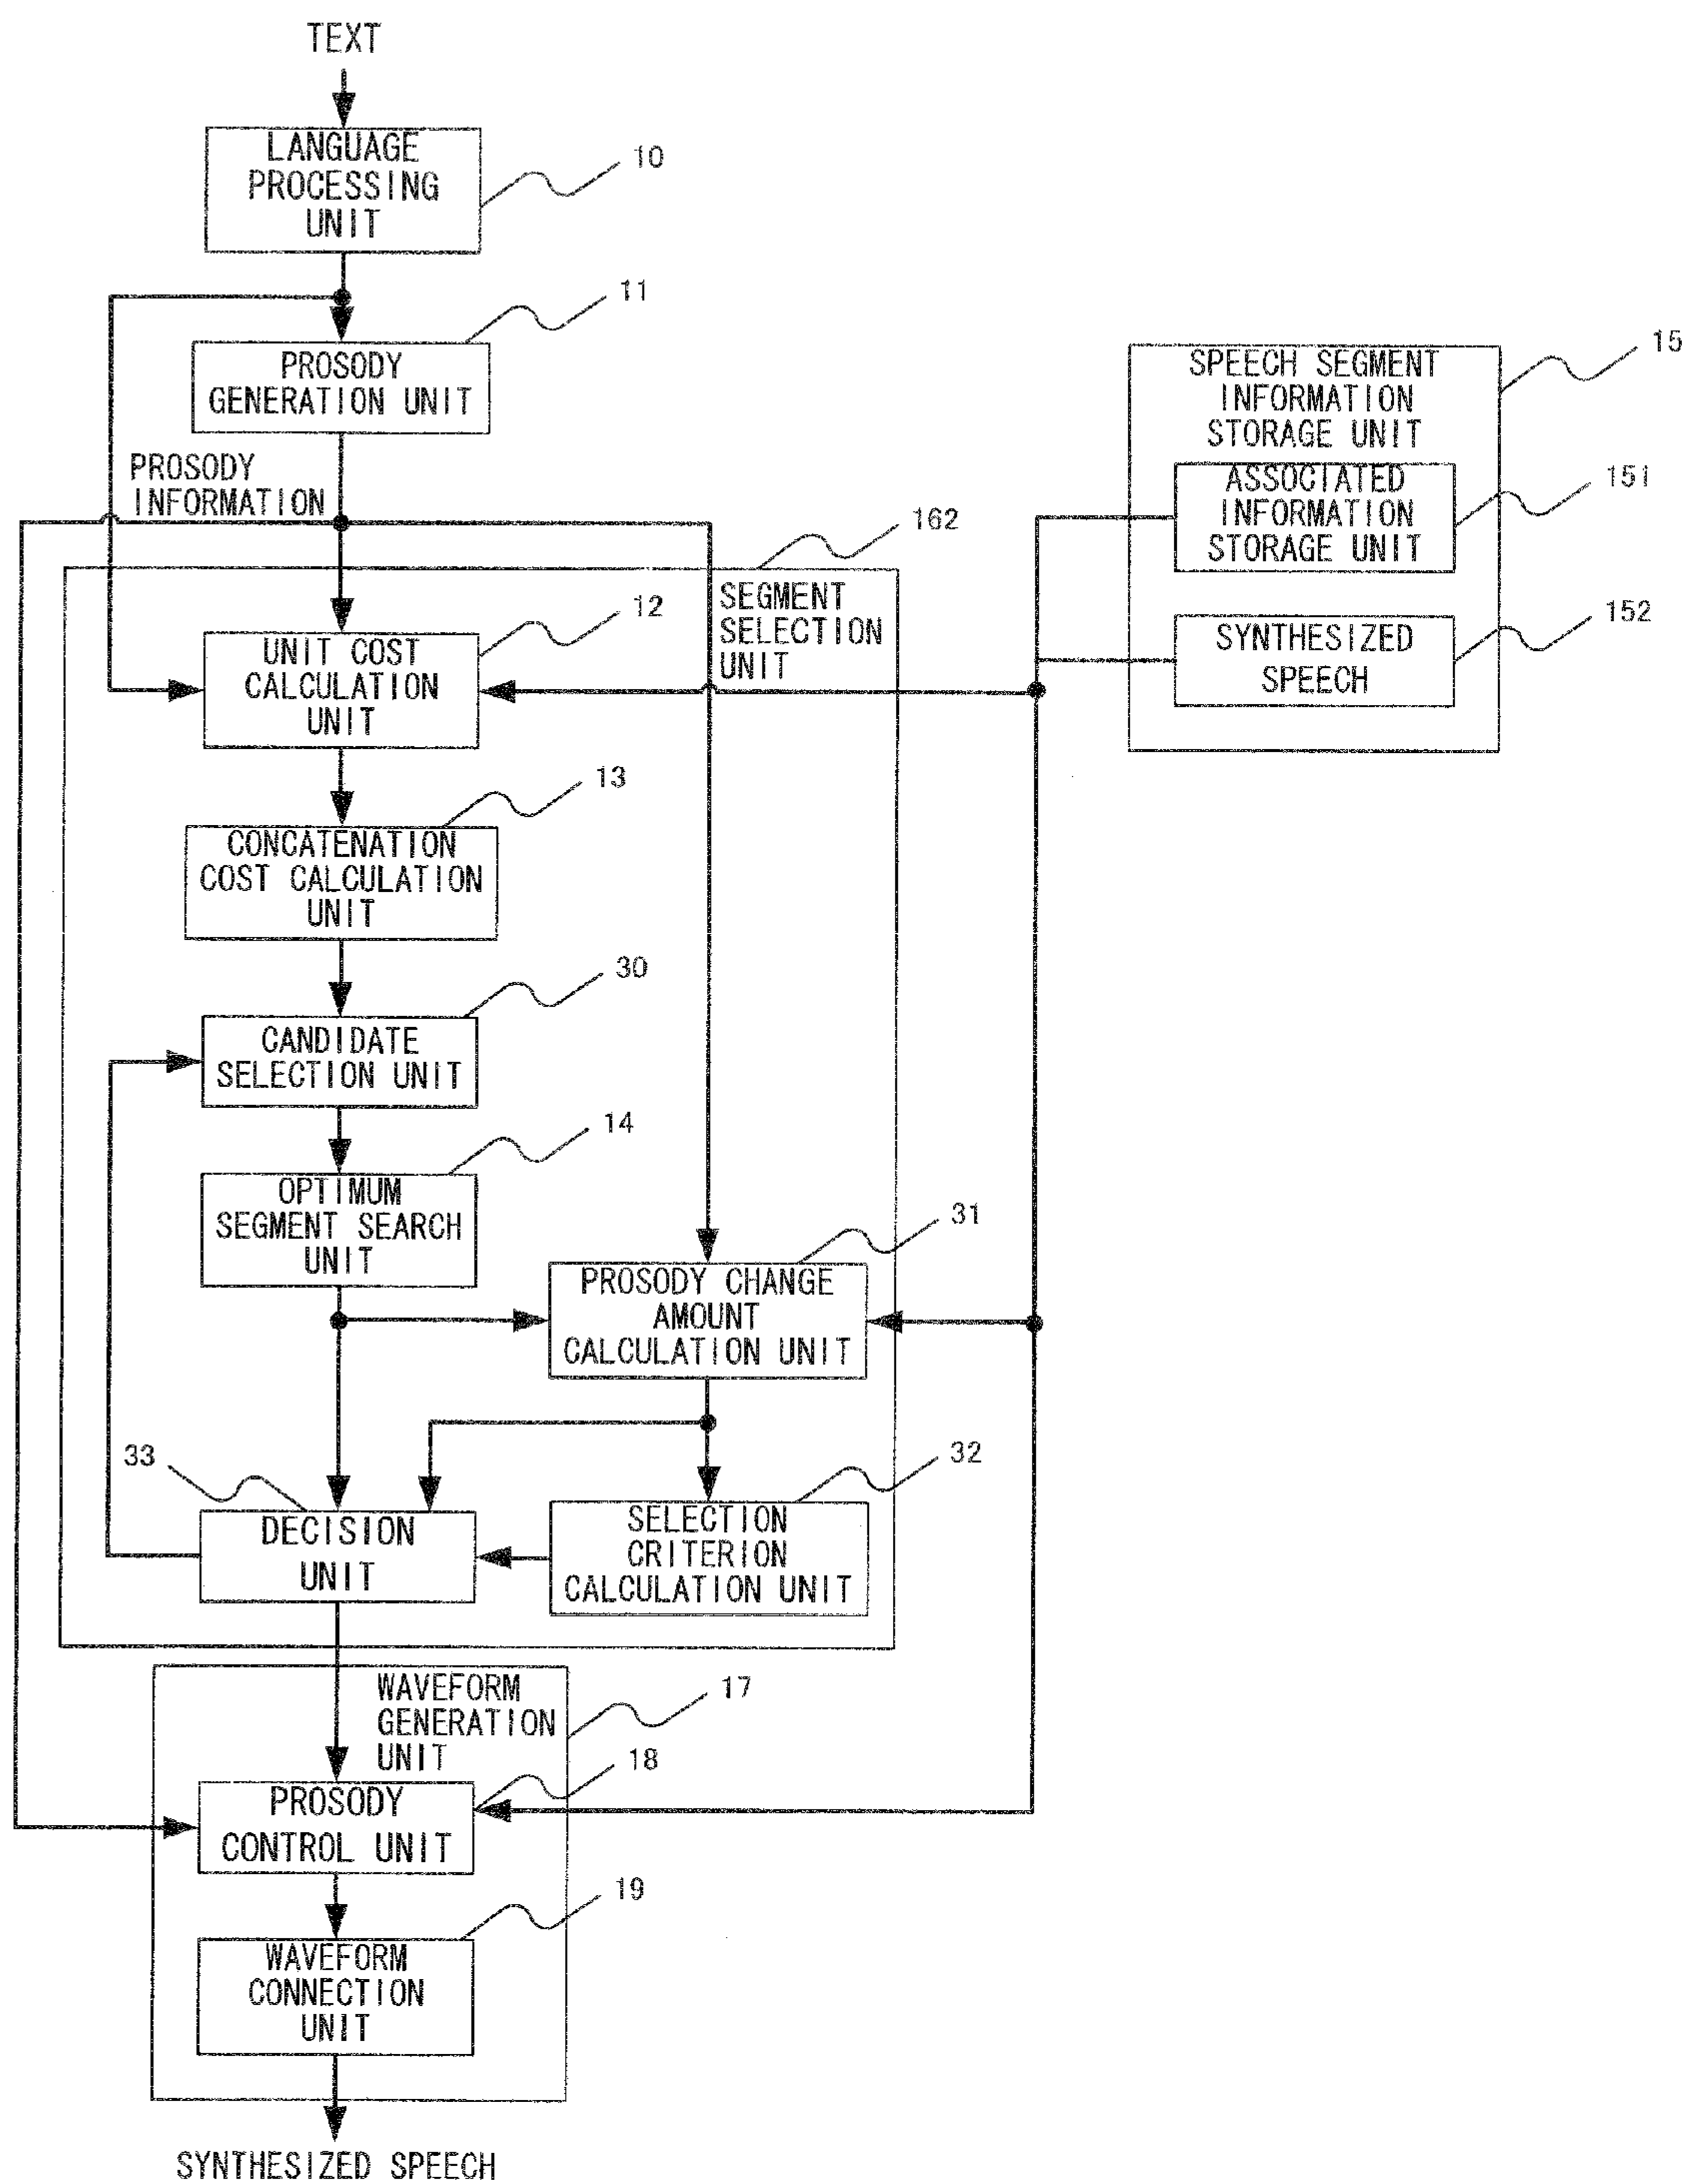 TEXT
LANGUAGE
PROCESSING
UNIT
10
11
PROSODY
GENERATION UNIT
PROSODY
INFORMATION
15
SPEECH SEGMENT
INFORMATION
STORAGE UNIT
ASSOCIATED
INFORMATION
STORAGE UNIT
151
SYNTHESIZED
SPEECH
152
162
SEGMENT
SELECTION
UNIT
12
UNIT COST
CALCULATION
UNIT
13
CONCATENATION
COST CALCULATION
UNIT
30
CANDIDATE
SELECTION UNIT
14
OPTIMUM
SEGMENT SEARCH
UNIT
31
PROSODY CHANGE
AMOUNT
CALCULATION UNIT
33
DECISION
UNIT
32
SELECTION
CRITERION
CALCULATION UNIT
WAVEFORM
GENERATION
UNIT
17
18
PROSODY
CONTROL UNIT
19
WAVEFORM
CONNECTION
UNIT
SYNTHESIZED SPEECH